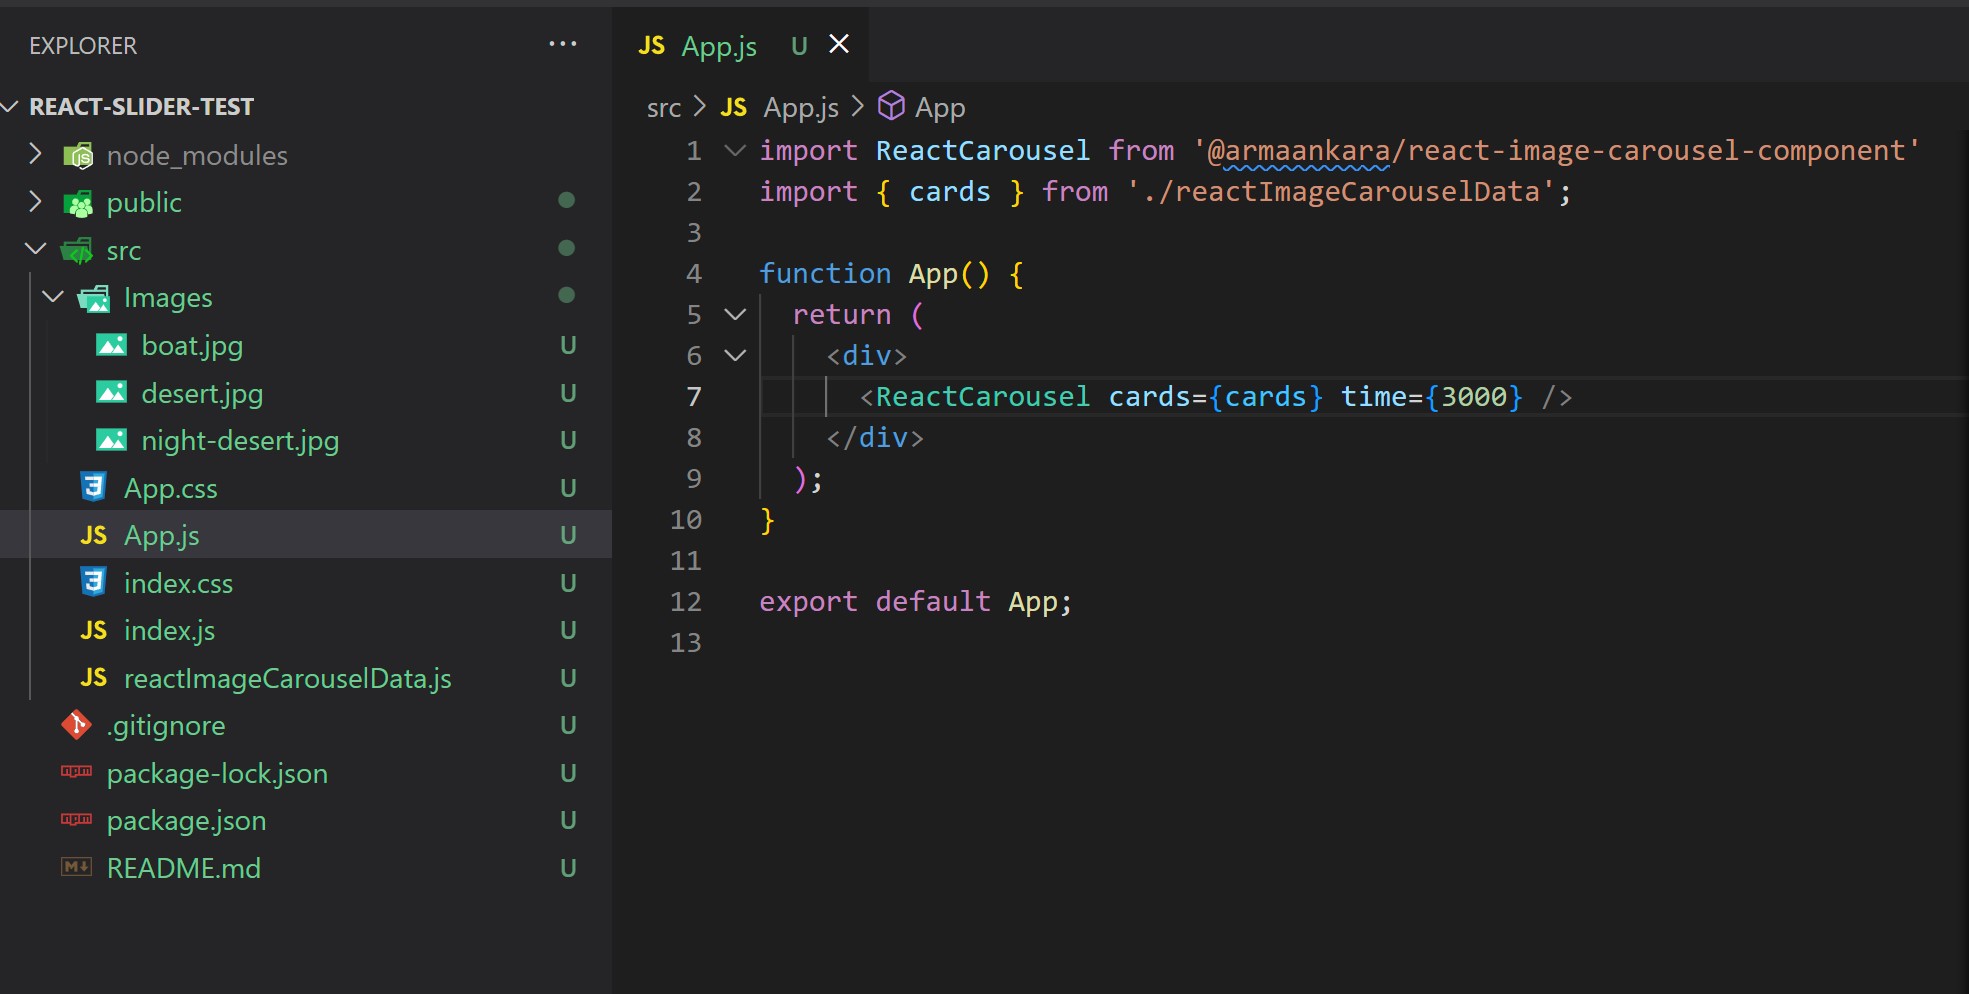 EXPLORER ...
REACT-SLIDER-TEST
node_modules
public
src
Images
boat.jpg U
desert.jpg U
night-desert.jpg U
App.css U
JS App.js U
index.css U
JS index.js U
JS reactImageCarouselData.js U
.gitignore U
package-lock.json U
package.json U
README.md U
JS App.js U
src > JS App.js > App
1 import ReactCarousel from '@armaankara/react-image-carousel-component'
2 import { cards } from './reactImageCarouselData';
3
4 function App() {
5 return (
6 <div>
7 <ReactCarousel cards={cards} time={3000} />
8 </div>
9 );
10 }
11
12 export default App;
13